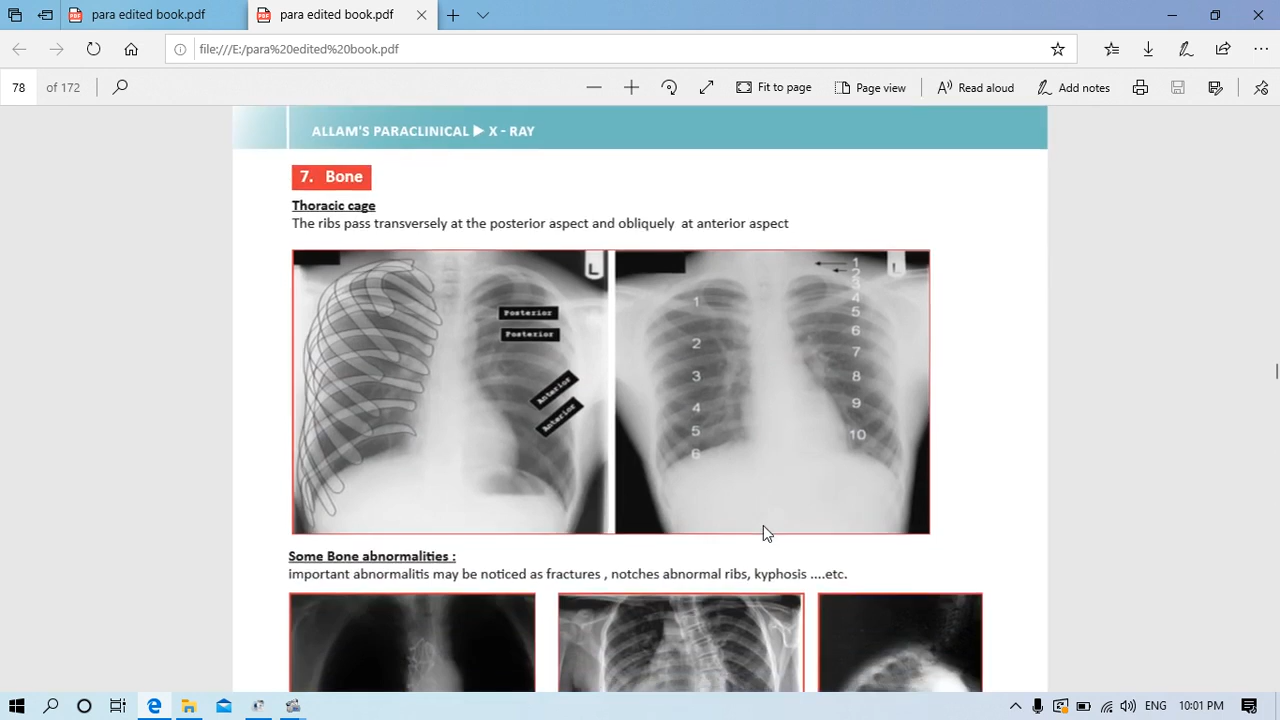 para edited book.pdf
para edited book.pdf
file:///E:/para%20edited%20book.pdf
78 of 172
Fit to page
Page view
Read aloud
Add notes
ALLAM'S PARACLINICAL ▶ X - RAY
7. Bone
Thoracic cage
The ribs pass transversely at the posterior aspect and obliquely at anterior aspect
L
Posterior
Posterior
Anterior
Anterior
L
1
2
3
4
5
6
1
2
3
4
5
6
7
8
9
10
Some Bone abnormalities :
important abnormalitis may be noticed as fractures , notches abnormal ribs, kyphosis ....etc.
ENG
10:01 PM